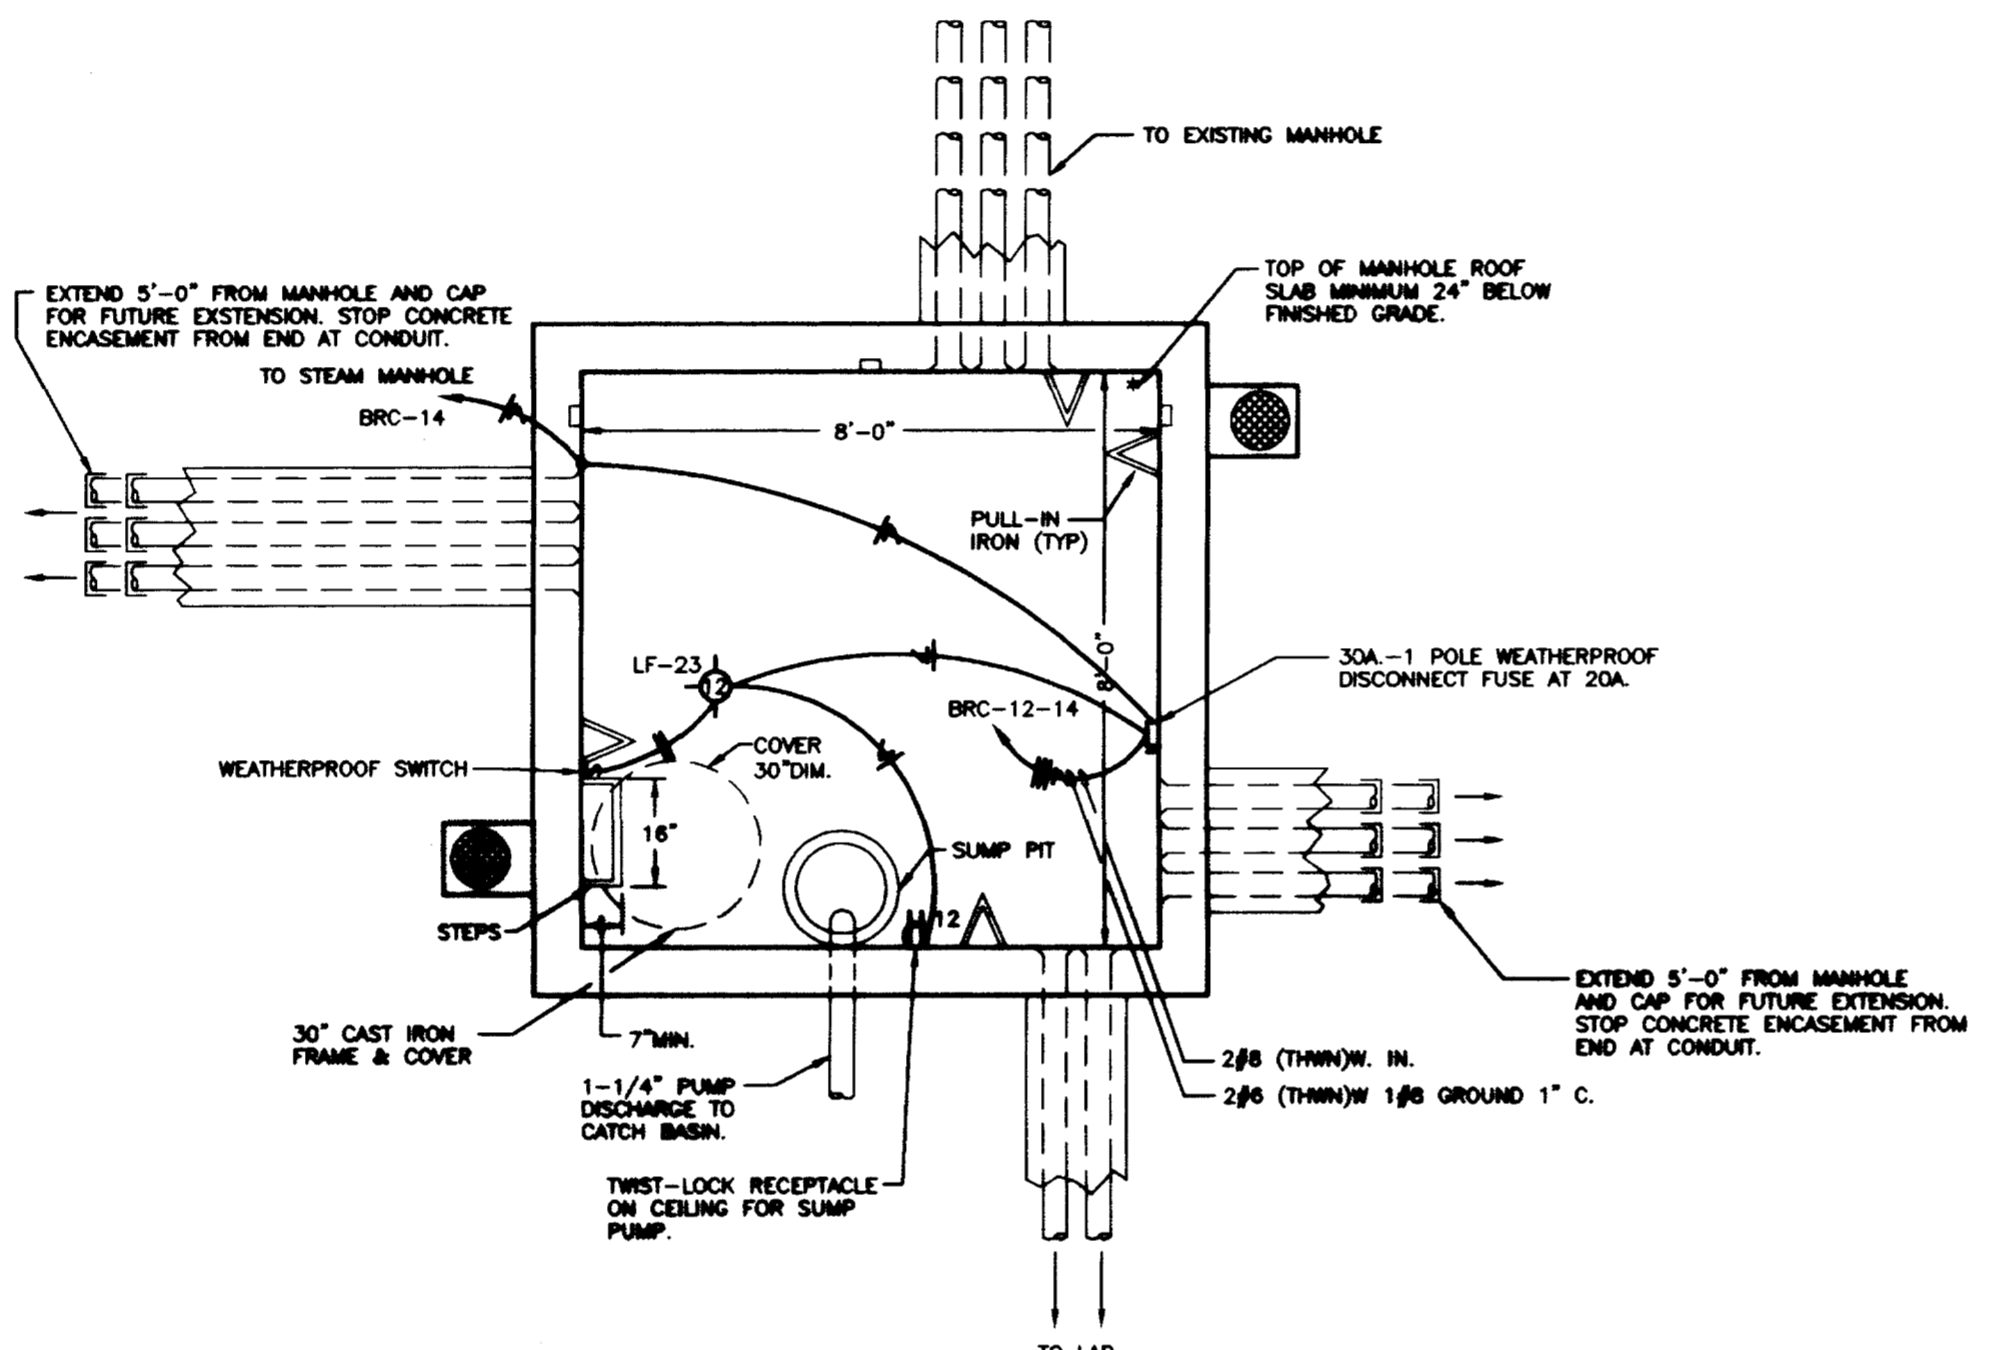 TO EXISTING MANHOLE
TOP OF MANHOLE ROOF
SLAB MINIMUM 24" BELOW
FINISHED GRADE.
EXTEND 5'-0" FROM MANHOLE AND CAP
FOR FUTURE EXSTENSION. STOP CONCRETE
ENCASEMENT FROM END AT CONDUIT.
TO STEAM MANHOLE
BRC-14
8'-0"
PULL-IN
IRON (TYP)
8'-0"
30A.-1 POLE WEATHERPROOF
DISCONNECT FUSE AT 20A.
LF-23
12
BRC-12-14
COVER
30"DIM.
WEATHERPROOF SWITCH
16"
SUMP PIT
12
STEPS
EXTEND 5'-0" FROM MANHOLE
AND CAP FOR FUTURE EXTENSION.
STOP CONCRETE ENCASEMENT FROM
END AT CONDUIT.
30" CAST IRON
FRAME & COVER
7"MIN.
2#8 (THWN)W. IN.
2#6 (THWN)W 1#8 GROUND 1" C.
1-1/4" PUMP
DISCHARGE TO
CATCH BASIN.
TWIST-LOCK RECEPTACLE
ON CEILING FOR SUMP
PUMP.
TO